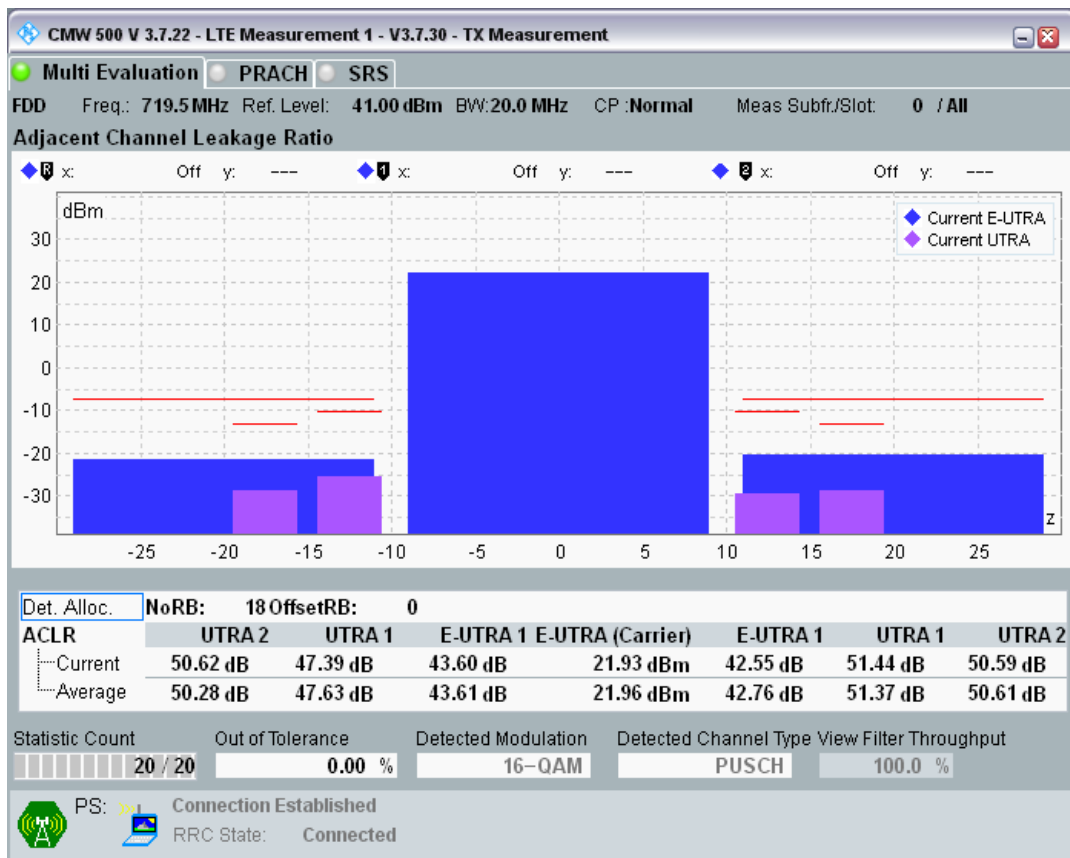 CMW 500 V 3.7.22 - LTE Measurement 1 - V3.7.30 - TX Measurement
Multi Evaluation PRACH SRS
FDD Freq.: 719.5 MHz Ref. Level: 41.00 dBm BW:20.0 MHz CP :Normal Meas Subfr./Slot: 0 / All
Adjacent Channel Leakage Ratio
R x: Off y: --- 1 x: Off y: --- 2 x: Off y: ---
dBm
Current E-UTRA
Current UTRA
30
20
10
0
-10
-20
-30
z
-25 -20 -15 -10 -5 0 5 10 15 20 25
Det. Alloc. NoRB: 18 OffsetRB: 0
ACLR UTRA 2 UTRA 1 E-UTRA 1 E-UTRA (Carrier) E-UTRA 1 UTRA 1 UTRA 2
Current 50.62 dB 47.39 dB 43.60 dB 21.93 dBm 42.55 dB 51.44 dB 50.59 dB
Average 50.28 dB 47.63 dB 43.61 dB 21.96 dBm 42.76 dB 51.37 dB 50.61 dB
Statistic Count Out of Tolerance Detected Modulation Detected Channel Type View Filter Throughput
20 / 20 0.00 % 16-QAM PUSCH 100.0 %
PS: Connection Established
RRC State: Connected